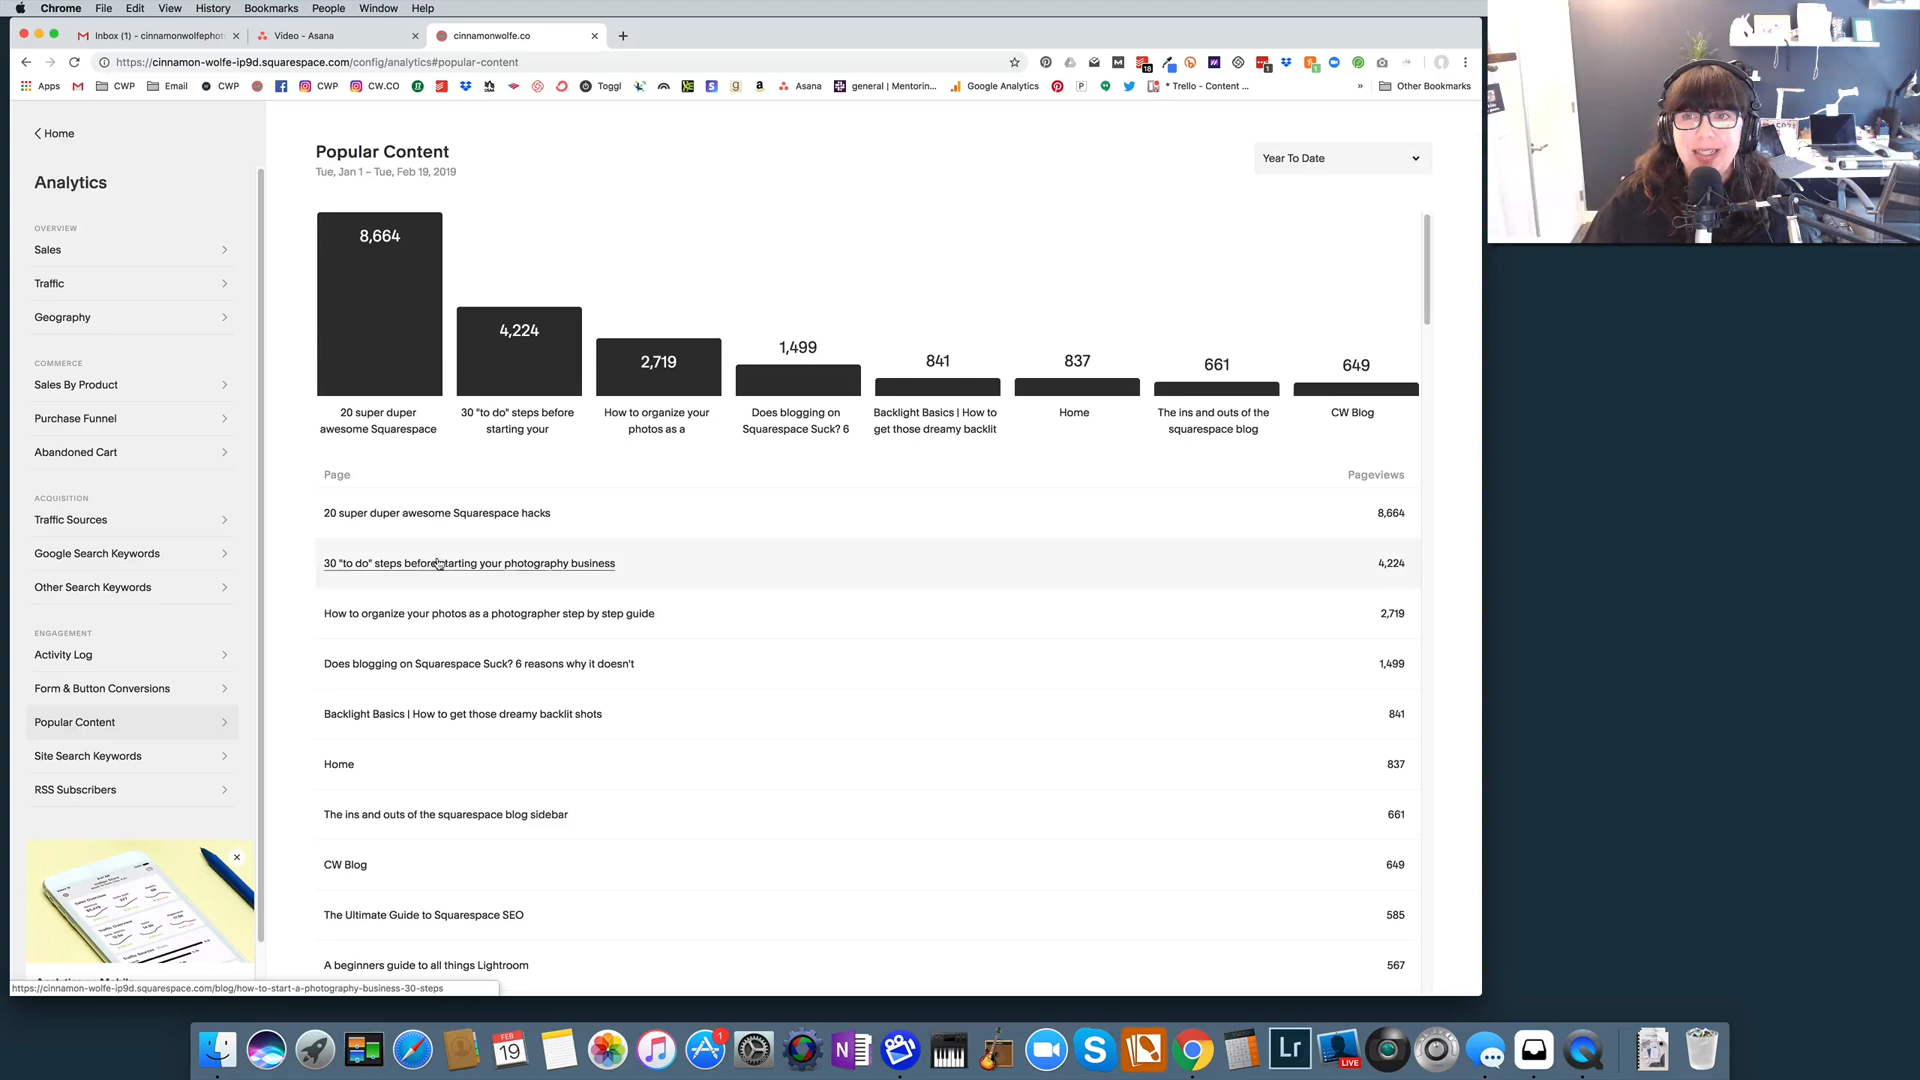 Chrome File Edit View History Bookmarks People Window Help
Inbox (1) - cinnamonwolfephot
Video - Asana
cinnamonwolfe.co
https://cinnamon-wolfe-ip9d.squarespace.com/config/analytics#popular-content
Apps CWP Email CWP CWP CW.CO Toggl Asana general | Mentorin... Google Analytics * Trello - Content ... » Other Bookmarks
Home
Analytics
OVERVIEW
Sales
Traffic
Geography
COMMERCE
Sales By Product
Purchase Funnel
Abandoned Cart
ACQUISITION
Traffic Sources
Google Search Keywords
Other Search Keywords
ENGAGEMENT
Activity Log
Form & Button Conversions
Popular Content
Site Search Keywords
RSS Subscribers
Popular Content
Tue, Jan 1 – Tue, Feb 19, 2019
Year To Date
8,664
4,224
2,719
1,499
841
837
661
649
20 super duper
awesome Squarespace
30 "to do" steps before
starting your
How to organize your
photos as a
Does blogging on
Squarespace Suck? 6
Backlight Basics | How to
get those dreamy backlit
Home
The ins and outs of the
squarespace blog
CW Blog
Page Pageviews
20 super duper awesome Squarespace hacks 8,664
30 "to do" steps before starting your photography business 4,224
How to organize your photos as a photographer step by step guide 2,719
Does blogging on Squarespace Suck? 6 reasons why it doesn't 1,499
Backlight Basics | How to get those dreamy backlit shots 841
Home 837
The ins and outs of the squarespace blog sidebar 661
CW Blog 649
The Ultimate Guide to Squarespace SEO 585
A beginners guide to all things Lightroom 567
https://cinnamon-wolfe-ip9d.squarespace.com/blog/how-to-start-a-photography-business-30-steps
FEB
19
1
Lr
LIVE